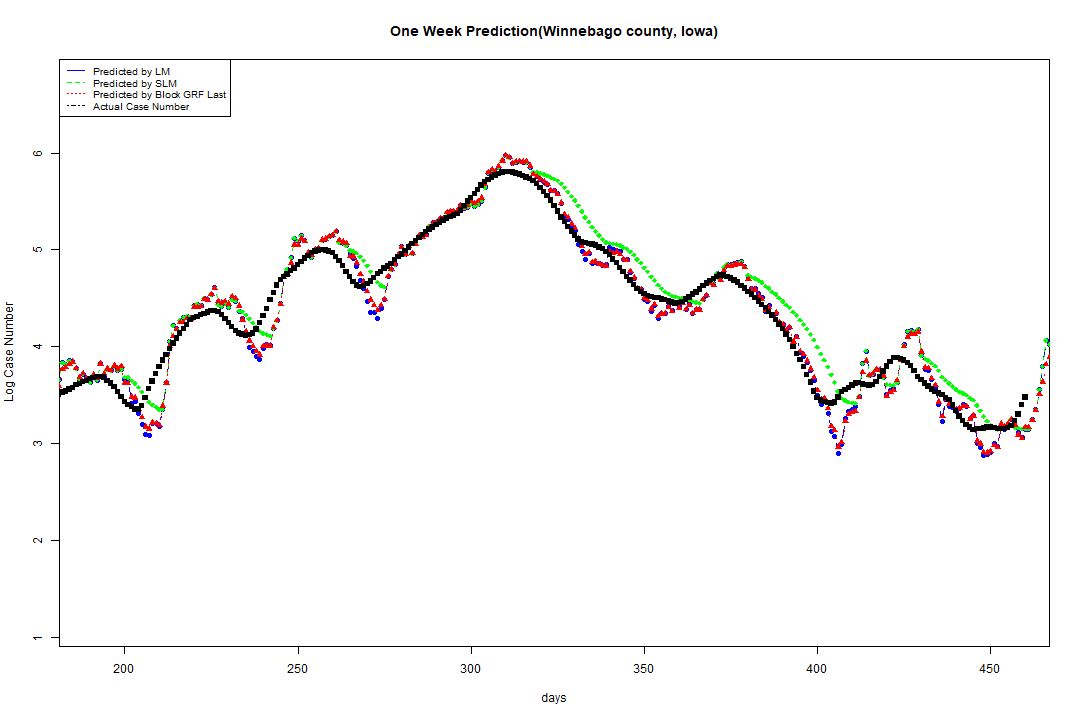 One Week Prediction(Winnebago county, Iowa)
Predicted by LM
Predicted by SLM
Predicted by Block GRF Last
Actual Case Number
6
5
4
3
2
1
Log Case Number
200 250 300 350 400 450
days